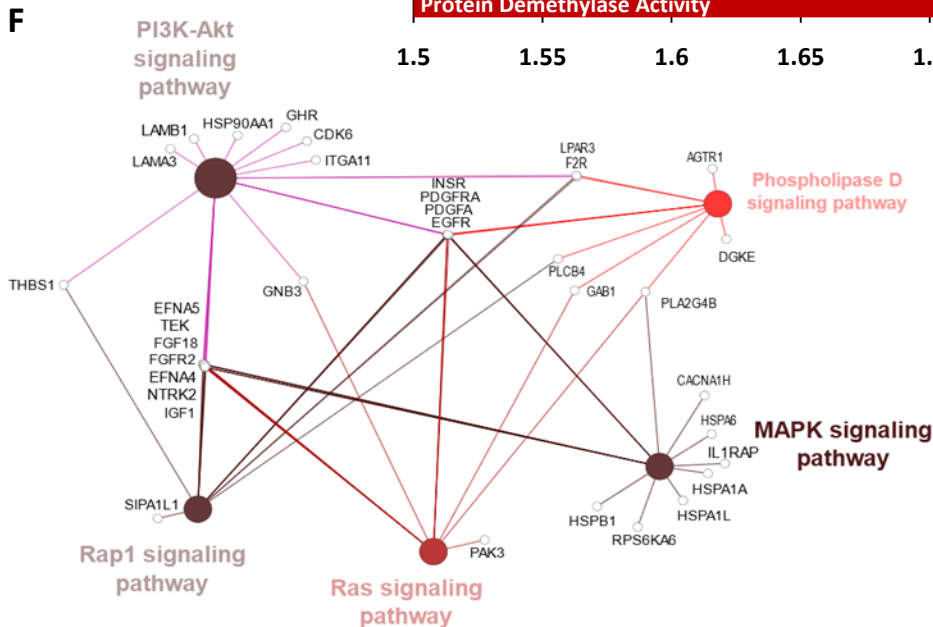 F
Protein Demethylase Activity
1.5
1.55
1.6
1.65
1.
PI3K-Akt
signaling
pathway
LAMA3
LAMB1
HSP90AA1
GHR
CDK6
ITGA11
LPAR3
F2R
AGTR1
Phospholipase D
signaling pathway
DGKE
INSR
PDGFRA
PDGFA
EGFR
THBS1
GNB3
PLCB4
GAB1
PLA2G4B
EFNA5
TEK
FGF18
FGFR2
EFNA4
NTRK2
IGF1
CACNA1H
HSPA6
IL1RAP
HSPA1A
HSPA1L
HSPB1
RPS6KA6
MAPK signaling
pathway
SIPA1L1
Rap1 signaling
pathway
PAK3
Ras signaling
pathway